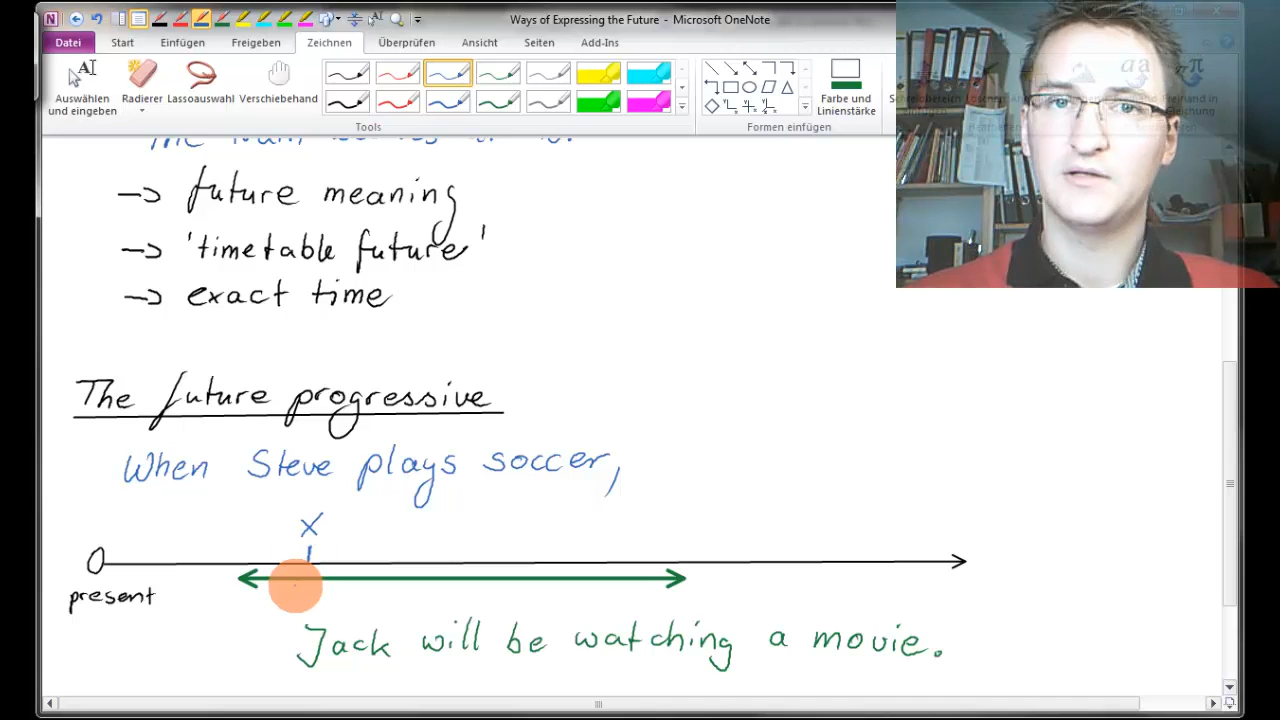 Ways of Expressing the Future - Microsoft OneNote
Datei Start Einfügen Freigeben Zeichnen Überprüfen Ansicht Seiten Add-Ins
Auswählen und eingeben
Radierer
Lassoauswahl
Verschiebehand
Farbe und Linienstärke
Tools
Formen einfügen
→ future meaning
→ 'timetable future'
→ exact time
The future progressive
When Steve plays soccer,
X
present
Jack will be watching a movie.